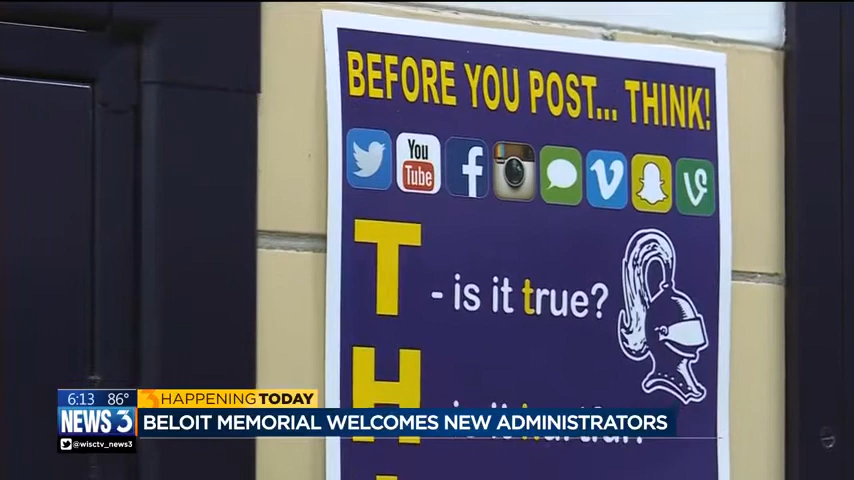 BEFORE YOU POST... THINK!
You
Tube
T - is it true?
H
6:13 86°
HAPPENING TODAY
NEWS 3
BELOIT MEMORIAL WELCOMES NEW ADMINISTRATORS
@wisctv_news3